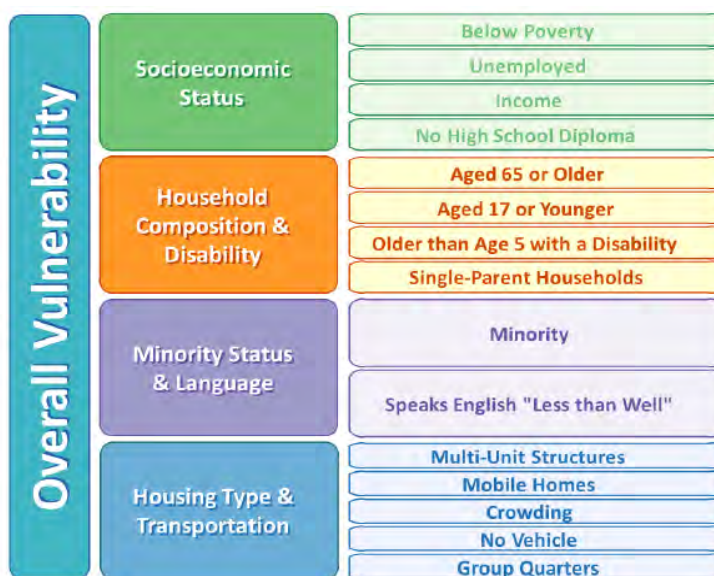 Overall Vulnerability
Socioeconomic
Status
Below Poverty
Unemployed
Income
No High School Diploma
Household
Composition &
Disability
Aged 65 or Older
Aged 17 or Younger
Older than Age 5 with a Disability
Single-Parent Households
Minority Status
& Language
Minority
Speaks English "Less than Well"
Housing Type &
Transportation
Multi-Unit Structures
Mobile Homes
Crowding
No Vehicle
Group Quarters